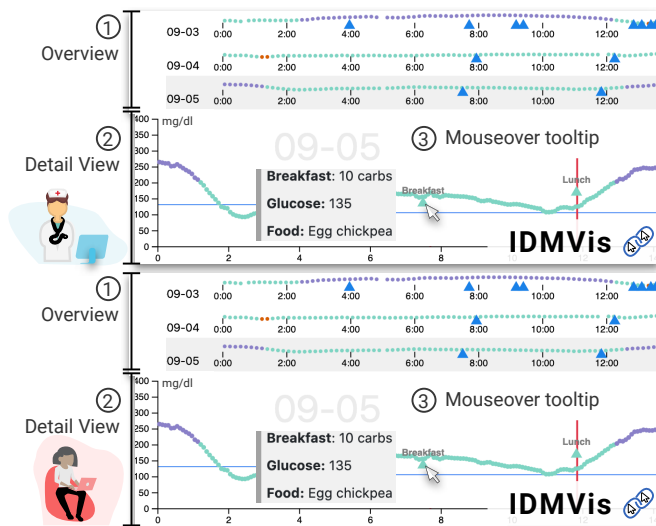 1
Overview
09-03
0:00 2:00 4:00 6:00 8:00 10:00 12:00
09-04
0:00 2:00 4:00 6:00 8:00 10:00 12:00
09-05
0:00 2:00 4:00 6:00 8:00 10:00 12:00
2
Detail View
400 mg/dl
350
300
250
200
150
100
50
0
09-05
3 Mouseover tooltip
Breakfast: 10 carbs
Glucose: 135
Food: Egg chickpea
Breakfast
Lunch
0 2 4 6 8
IDMVis
1
Overview
09-03
0:00 2:00 4:00 6:00 8:00 10:00 12:00
09-04
0:00 2:00 4:00 6:00 8:00 10:00 12:00
09-05
0:00 2:00 4:00 6:00 8:00 10:00 12:00
2
Detail View
400 mg/dl
350
300
250
200
150
100
50
0
09-05
3 Mouseover tooltip
Breakfast: 10 carbs
Glucose: 135
Food: Egg chickpea
Breakfast
Lunch
0 2 4 6 8
IDMVis